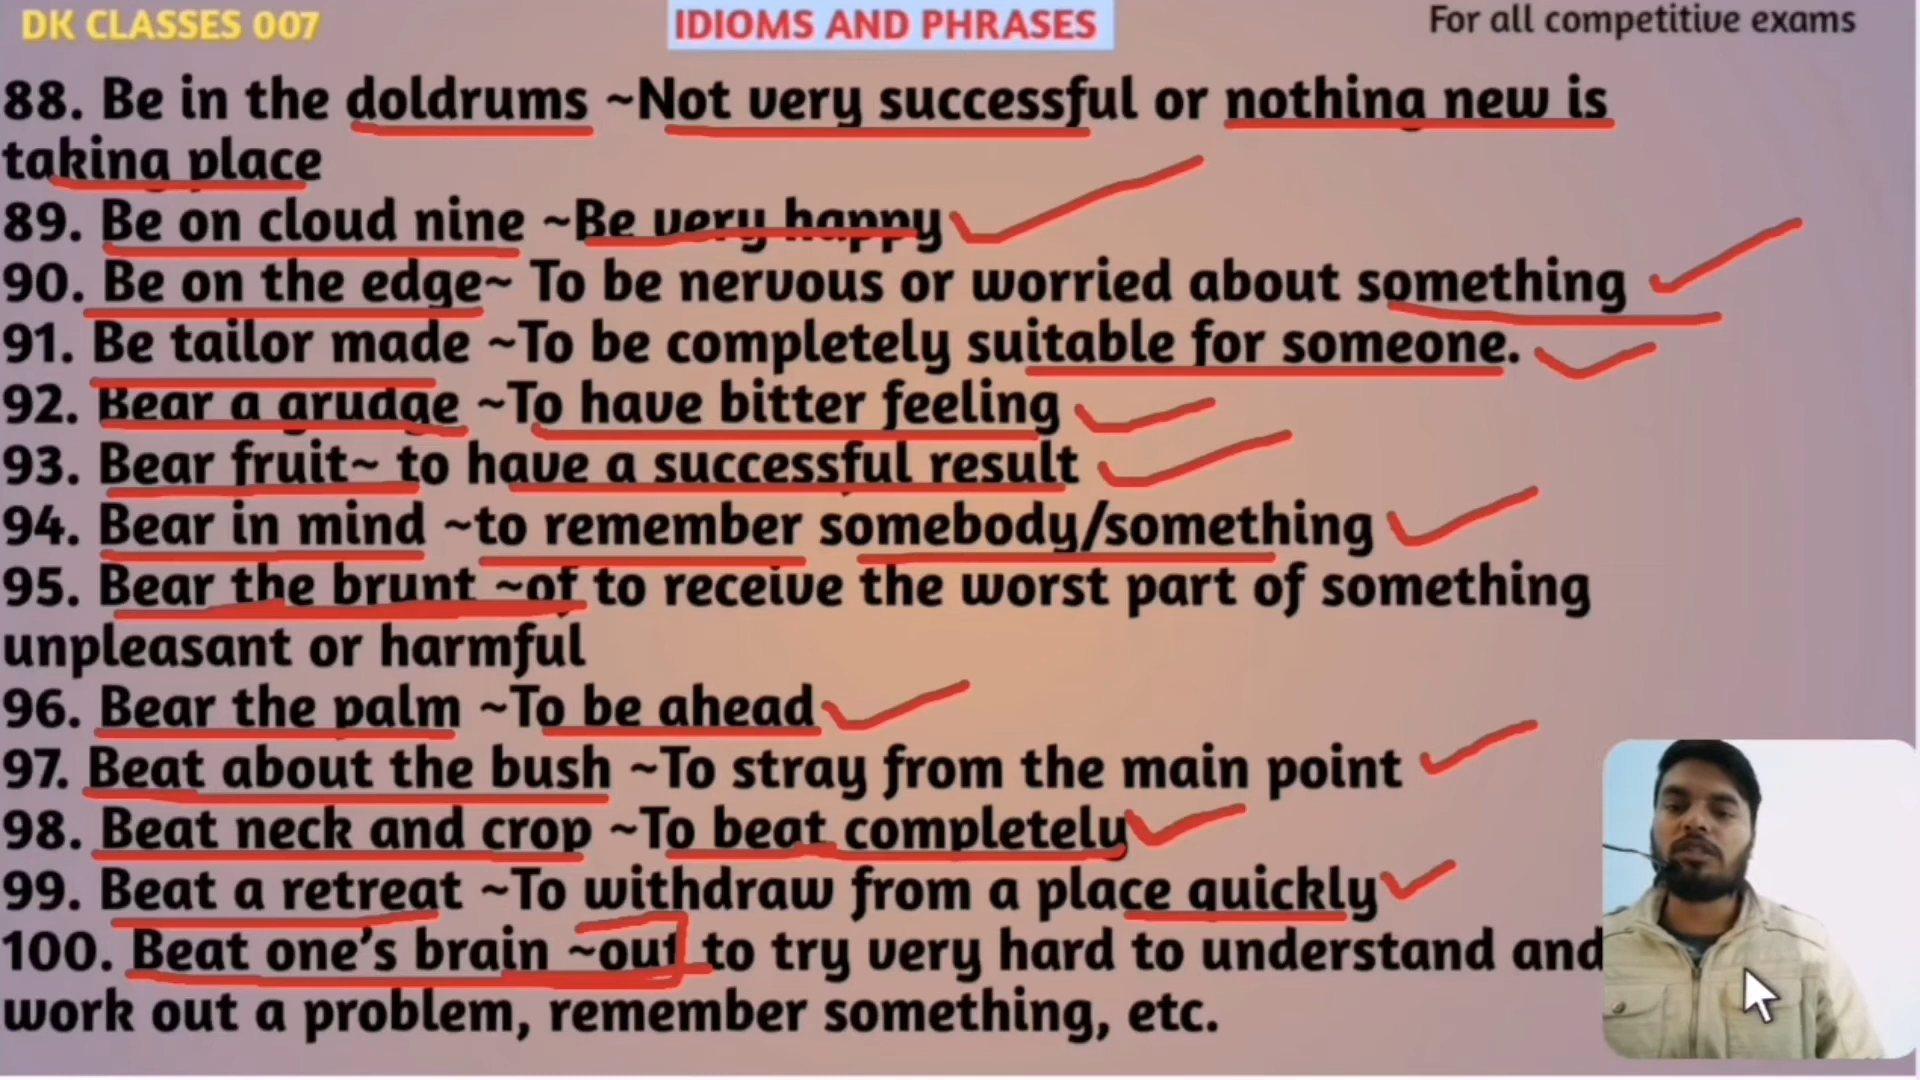 DK CLASSES 007
IDIOMS AND PHRASES
For all competitive exams
88. Be in the doldrums ~Not very successful or nothing new is
taking place
89. Be on cloud nine ~Be very happy
90. Be on the edge~ To be nervous or worried about something
91. Be tailor made ~To be completely suitable for someone.
92. Bear a grudge ~To have bitter feeling
93. Bear fruit~ to have a successful result
94. Bear in mind ~to remember somebody/something
95. Bear the brunt ~of to receive the worst part of something
unpleasant or harmful
96. Bear the palm ~To be ahead
97. Beat about the bush ~To stray from the main point
98. Beat neck and crop ~To beat completely
99. Beat a retreat ~To withdraw from a place quickly
100. Beat one's brain ~out to try very hard to understand and
work out a problem, remember something, etc.